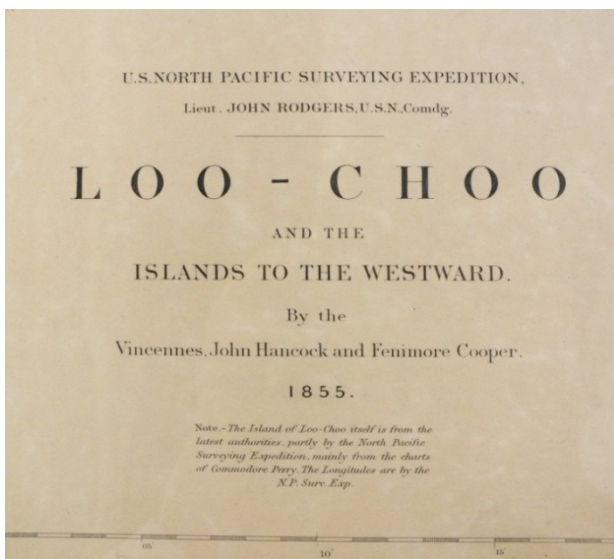 U.S. NORTH PACIFIC SURVEYING EXPEDITION,
Lieut. JOHN RODGERS, U.S.N., Comdg.
LOO-CHOO
AND THE
ISLANDS TO THE WESTWARD.
By the
Vincennes, John Hancock and Fenimore Cooper.
1855.
Note.- The Island of Loo-Choo itself is from the
latest authorities, partly by the North Pacific
Surveying Expedition, mainly from the charts
of Commodore Perry. The Longitudes are by the
N.P. Surv. Exp.
05' 10' 15'